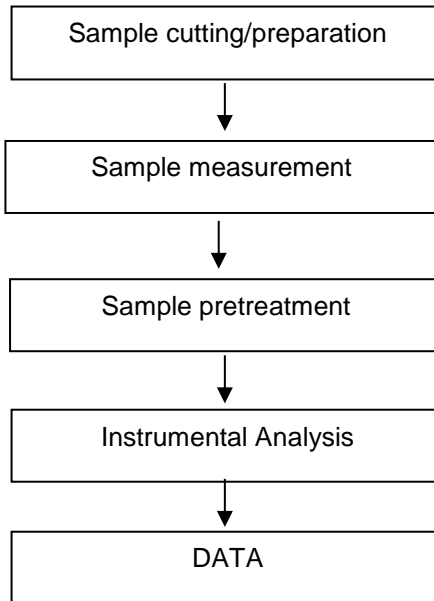 Sample cutting/preparation
Sample measurement
Sample pretreatment
Instrumental Analysis
DATA